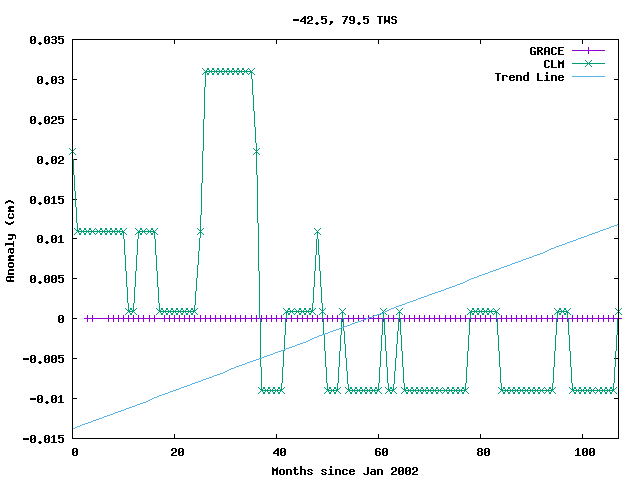 -42.5, 79.5 TWS
GRACE
CLM
Trend Line
0.035
0.03
0.025
0.02
0.015
0.01
0.005
0
-0.005
-0.01
-0.015
Anomaly (cm)
0 20 40 60 80 100
Months since Jan 2002